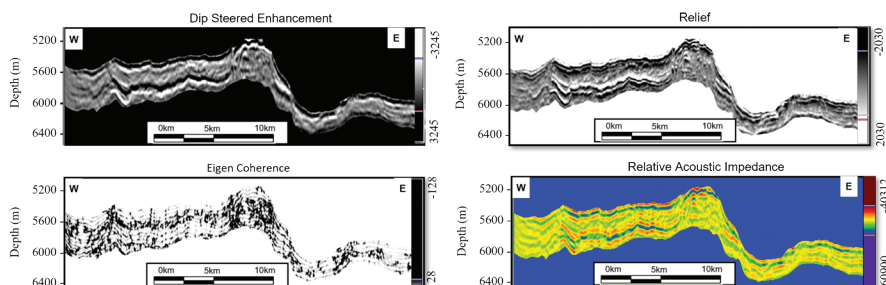 Dip Steered Enhancement
W E
5200
5600
6000
6400
Depth (m)
0km 5km 10km
-3245
3245
Relief
W E
5200
5600
6000
6400
Depth (m)
0km 5km 10km
-2030
2030
Eigen Coherence
W E
5200
5600
6000
6400
Depth (m)
0km 5km 10km
-128
28
Relative Acoustic Impedance
W E
5200
5600
6000
6400
Depth (m)
0km 5km 10km